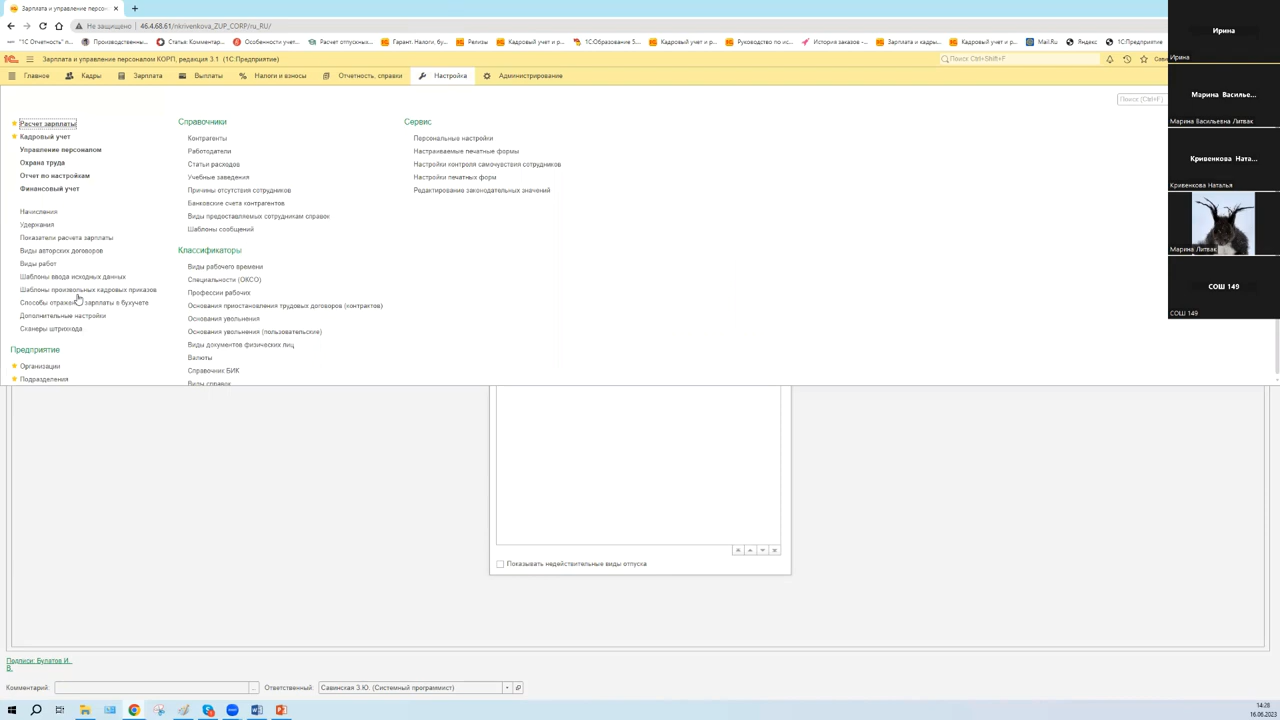 Зарплата и управление персон
Не защищено
46.4.68.61/nkrivenkova_ZUP_CORP/ru_RU/
"1С Отчетность" п...
Производственны...
Статья: Комментар...
Особенности учет...
Расчет отпускных...
Гарант. Налоги, бу...
Релизы
Кадровый учет и р...
1С:Образование 5...
Кадровый учет и р...
Руководство по ис...
История заказов –...
Зарплата и кадры...
Кадровый учет и р...
Mail.Ru
Яндекс
1С:Предприятие
Зарплата и управление персоналом КОРП, редакция 3.1 (1С:Предприятие)
Поиск Ctrl+Shift+F
Главное
Кадры
Зарплата
Выплаты
Налоги и взносы
Отчетность, справки
Настройка
Администрирование
Поиск (Ctrl+F)
Расчет зарплаты
Кадровый учет
Управление персоналом
Охрана труда
Отчет по настройкам
Финансовый учет
Начисления
Удержания
Показатели расчета зарплаты
Виды авторских договоров
Виды работ
Шаблоны ввода исходных данных
Шаблоны произвольных кадровых приказов
Способы отражен зарплаты в бухучете
Дополнительные настройки
Сканеры штрихкода
Предприятие
Организации
Подразделения
Справочники
Контрагенты
Работодатели
Статьи расходов
Учебные заведения
Причины отсутствия сотрудников
Банковские счета контрагентов
Виды предоставляемых сотрудникам справок
Шаблоны сообщений
Классификаторы
Виды рабочего времени
Специальности (ОКСО)
Профессии рабочих
Основания приостановления трудовых договоров (контрактов)
Основания увольнения
Основания увольнения (пользовательские)
Виды документов физических лиц
Валюты
Справочник БИК
Виды справок
Сервис
Персональные настройки
Настраиваемые печатные формы
Настройки контроля самочувствия сотрудников
Настройки печатных форм
Редактирование законодательных значений
Показывать недействительные виды отпуска
Подписи: Булатов И.
В.
Комментарий:
Ответственный:
Савинская З.Ю. (Системный программист)
Ирина
Ирина
Марина Василье...
Марина Васильевна Литвак
Кривенкова Ната...
Кривенкова Наталья
Марина Литвак
СОШ 149
СОШ 149
14:28
16.06.2023